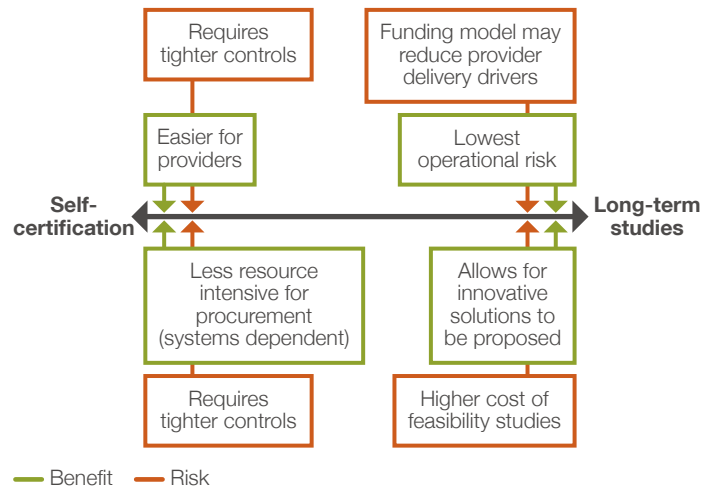 Requires
tighter controls
Funding model may
reduce provider
delivery drivers
Easier for
providers
Lowest
operational risk
Self-
certification
Long-term
studies
Less resource
intensive for
procurement
(systems dependent)
Allows for
innovative
solutions to
be proposed
Requires
tighter controls
Higher cost of
feasibility studies
Benefit
Risk